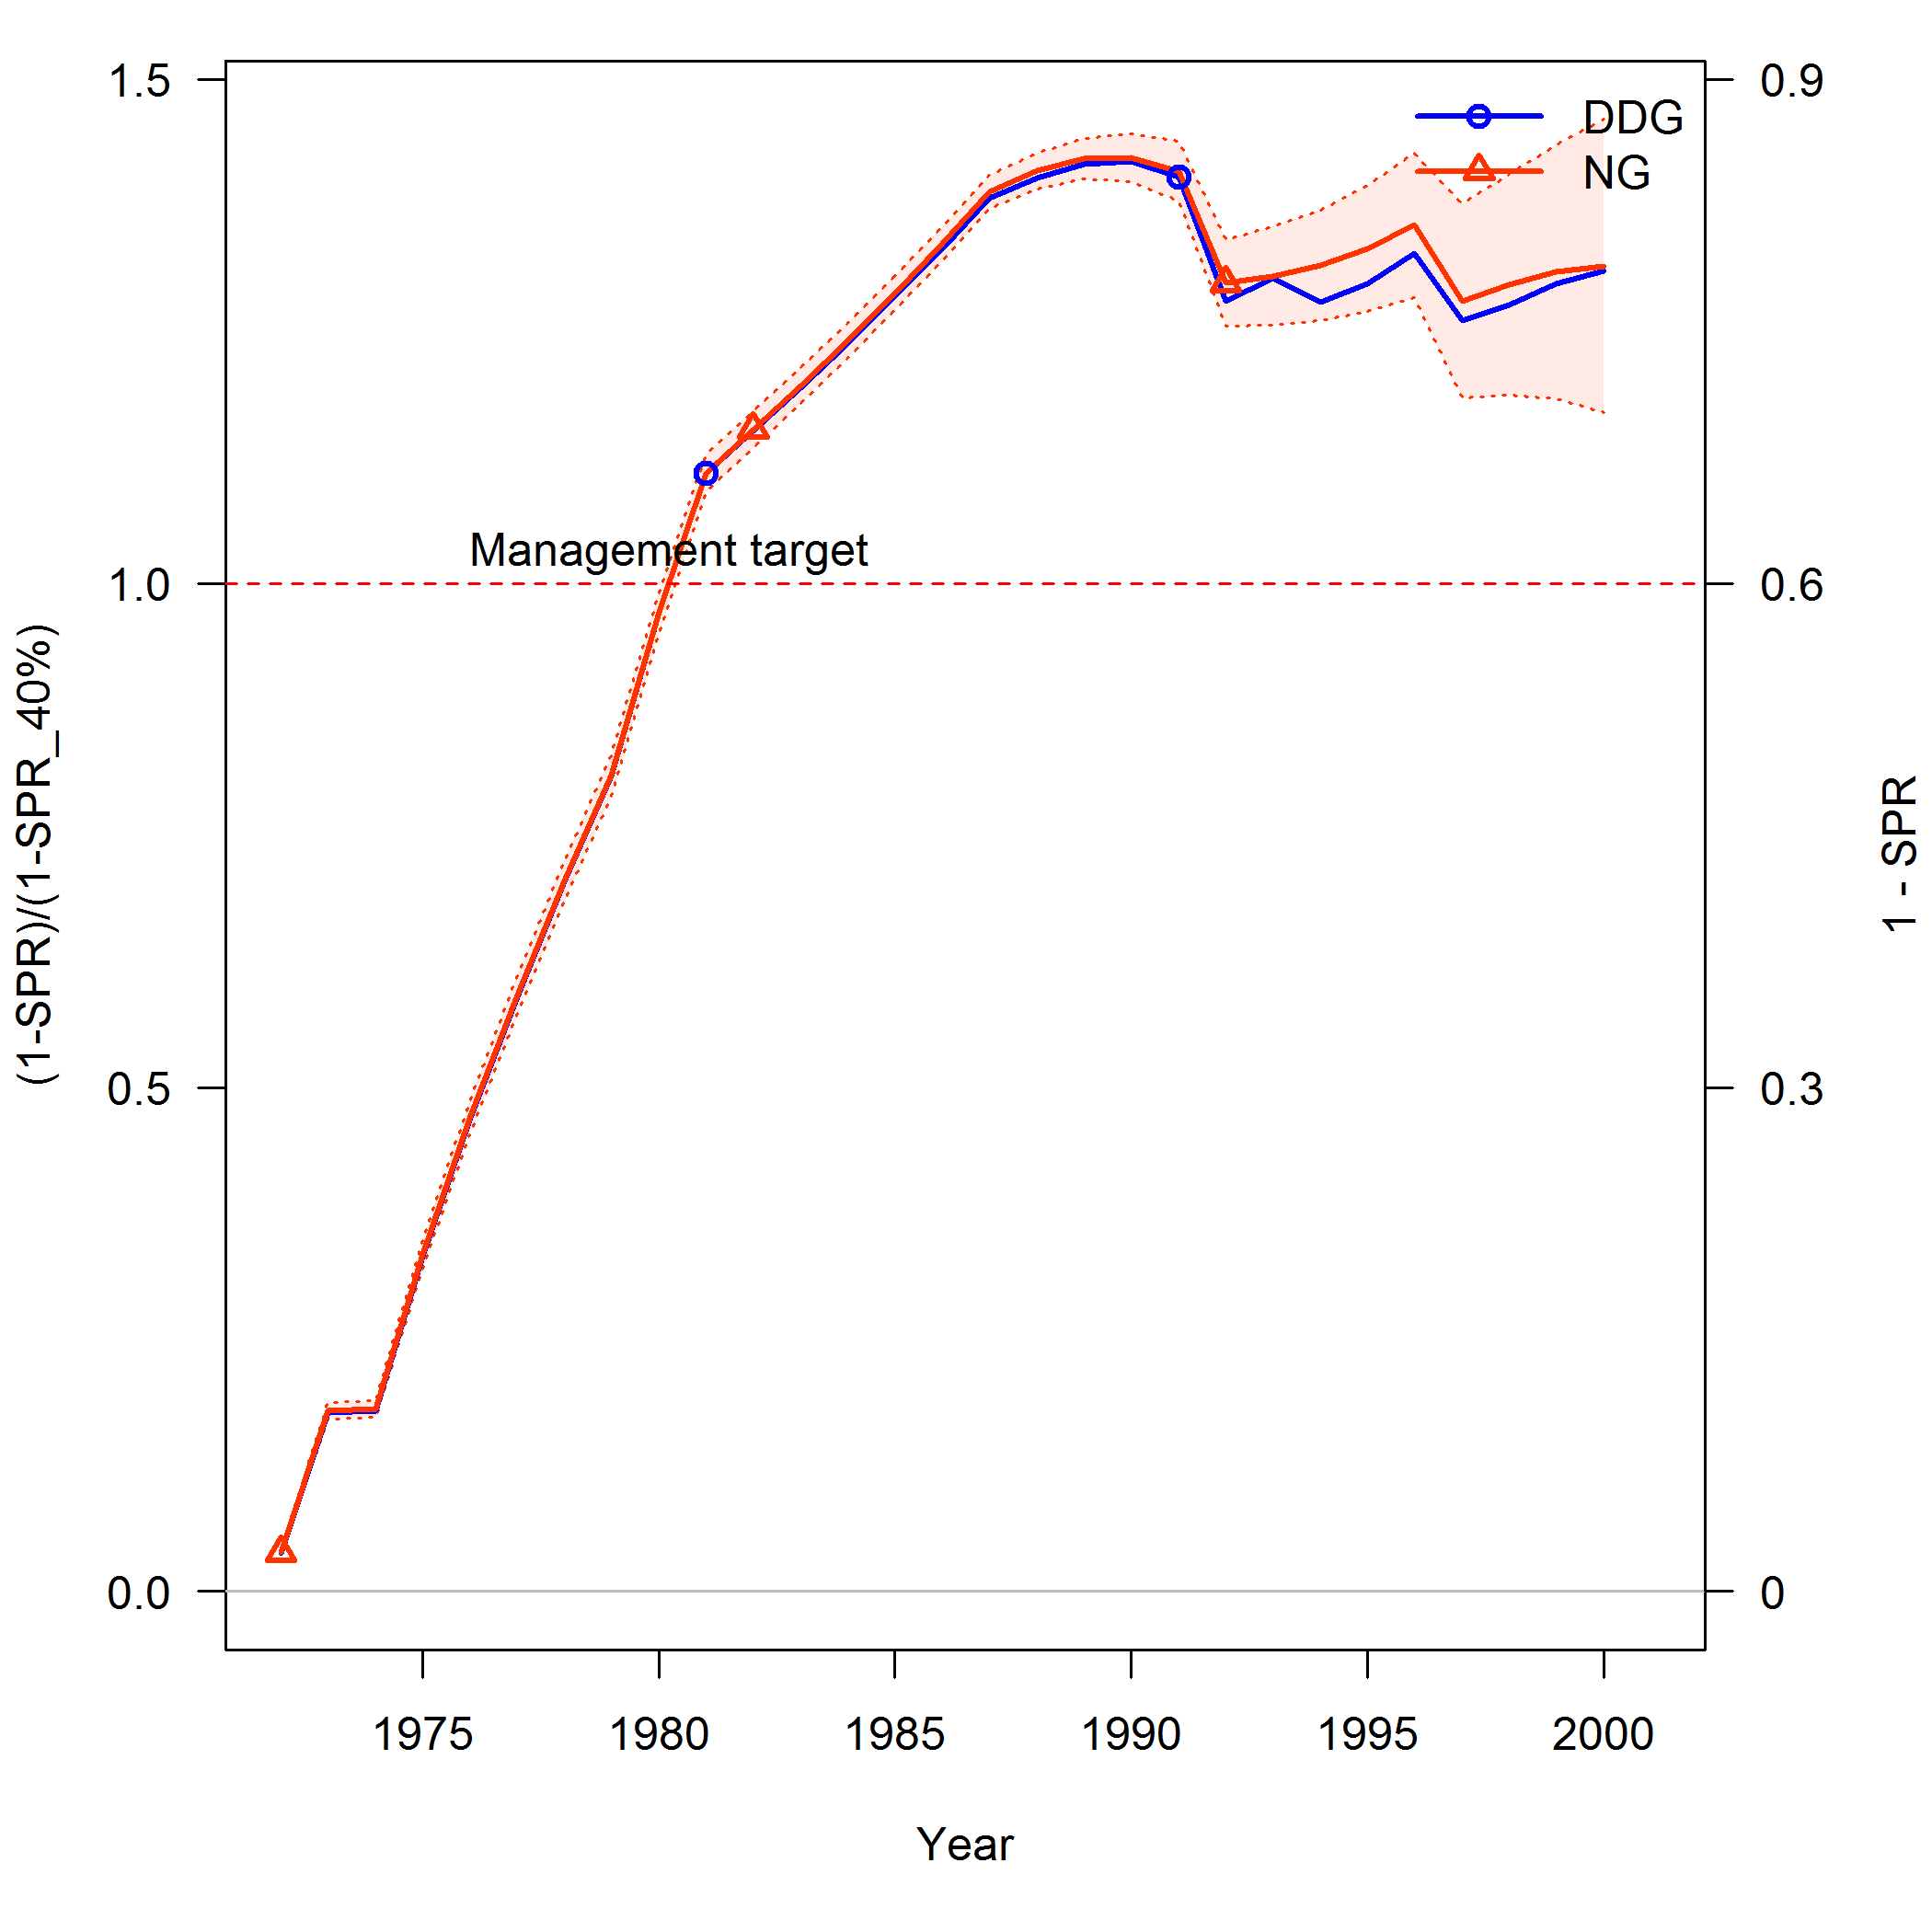 1.5
1.0
0.5
0.0
(1-SPR)/(1-SPR_40%)
DDG
NG
Management target
0.9
0.6
0.3
0
1 - SPR
1975
1980
1985
1990
1995
2000
Year